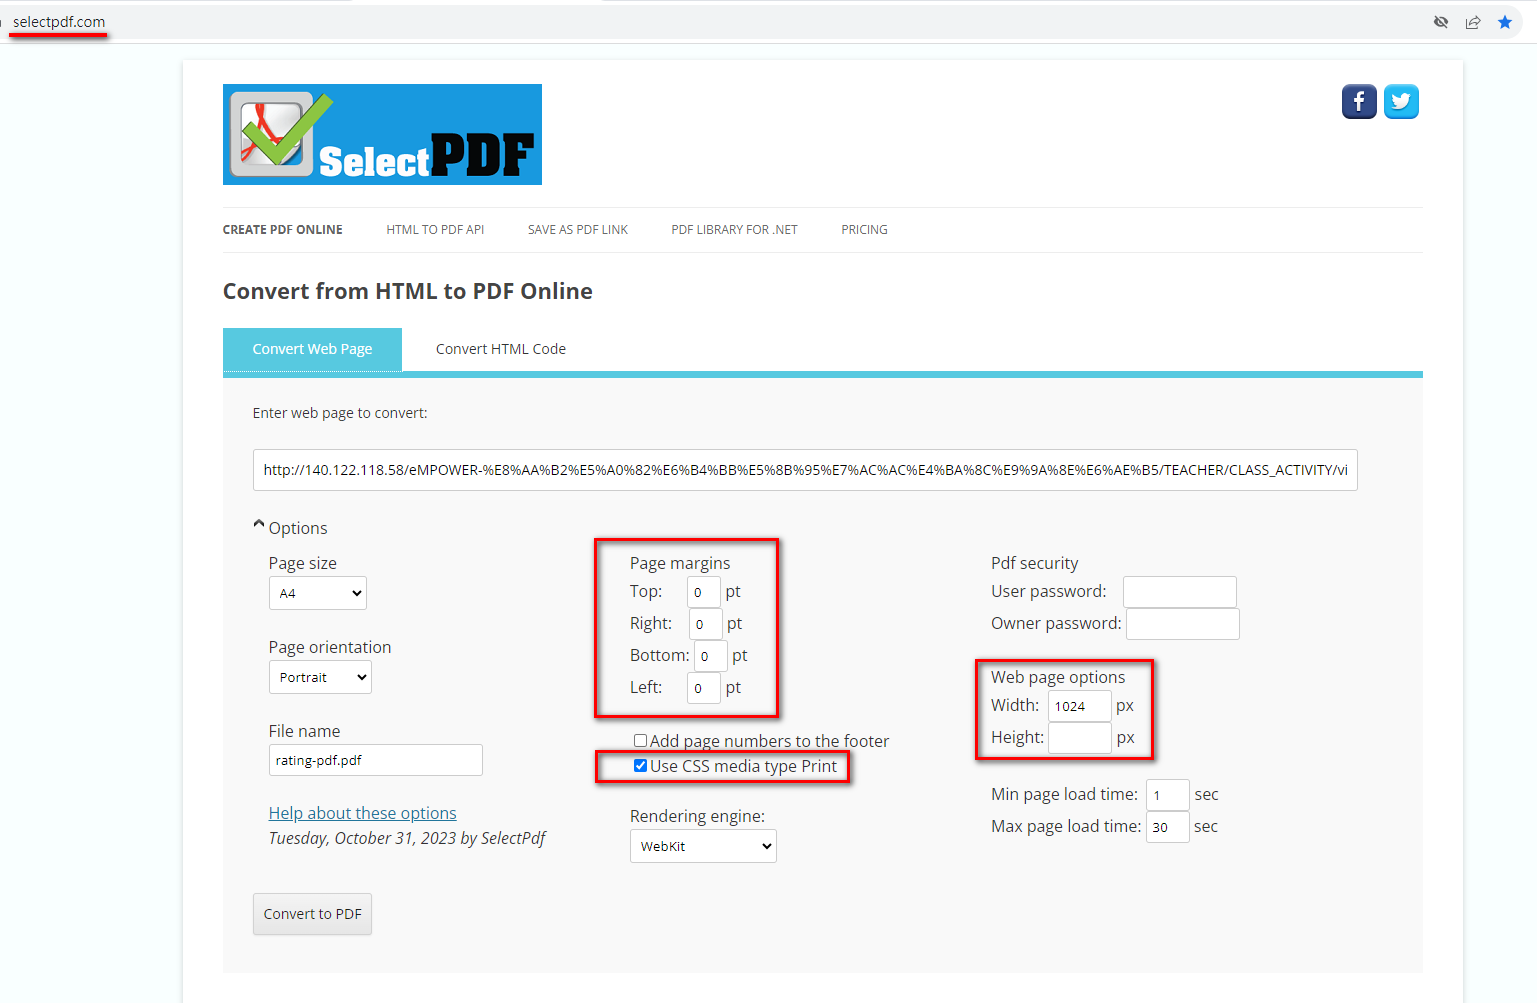 selectpdf.com
SelectPDF
CREATE PDF ONLINE HTML TO PDF API SAVE AS PDF LINK PDF LIBRARY FOR .NET PRICING
Convert from HTML to PDF Online
Convert Web Page Convert HTML Code
Enter web page to convert:
http://140.122.118.58/eMPOWER-%E8%AA%B2%E5%A0%82%E6%B4%BB%E5%8B%95%E7%AC%AC%E4%BA%8C%E9%9A%8E%E6%AE%B5/TEACHER/CLASS_ACTIVITY/vi
Options
Page size
A4
Page orientation
Portrait
File name
rating-pdf.pdf
Help about these options
Tuesday, October 31, 2023 by SelectPdf
Page margins
Top: 0 pt
Right: 0 pt
Bottom: 0 pt
Left: 0 pt
Add page numbers to the footer
Use CSS media type Print
Rendering engine:
WebKit
Pdf security
User password:
Owner password:
Web page options
Width: 1024 px
Height: px
Min page load time: 1 sec
Max page load time: 30 sec
Convert to PDF